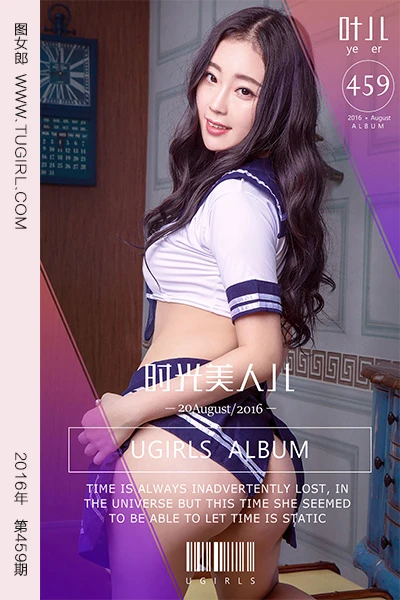 图女郎 WWW.TUGIRL.COM
2016年 第459期
叶儿
ye er
459
2016 • August
ALBUM
时光美人儿
20August/2016
UGIRLS ALBUM
TIME IS ALWAYS INADVERTENTLY LOST, IN
THE UNIVERSE BUT THIS TIME SHE SEEMED
TO BE ABLE TO LET TIME IS STATIC
UGIRLS